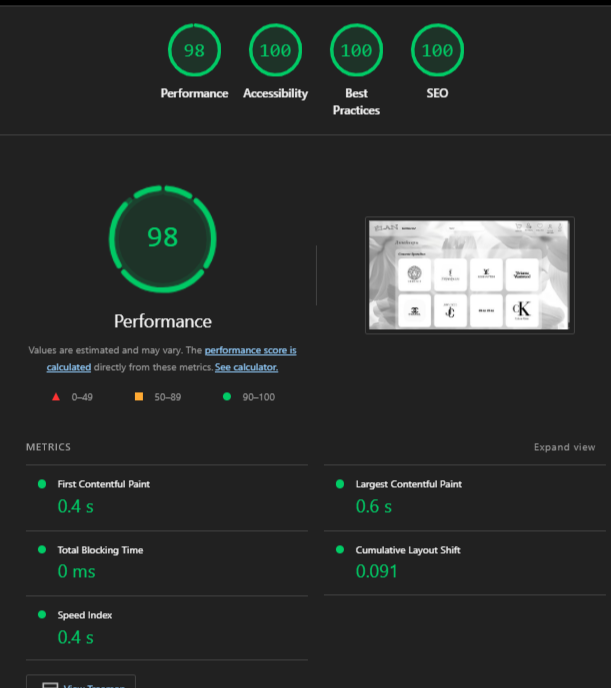 98
100
100
100
Performance
Accessibility
Best
Practices
SEO
98
Performance
Values are estimated and may vary. The performance score is
calculated directly from these metrics. See calculator.
0–49
50–89
90–100
METRICS
Expand view
First Contentful Paint
0.4 s
Largest Contentful Paint
0.6 s
Total Blocking Time
0 ms
Cumulative Layout Shift
0.091
Speed Index
0.4 s